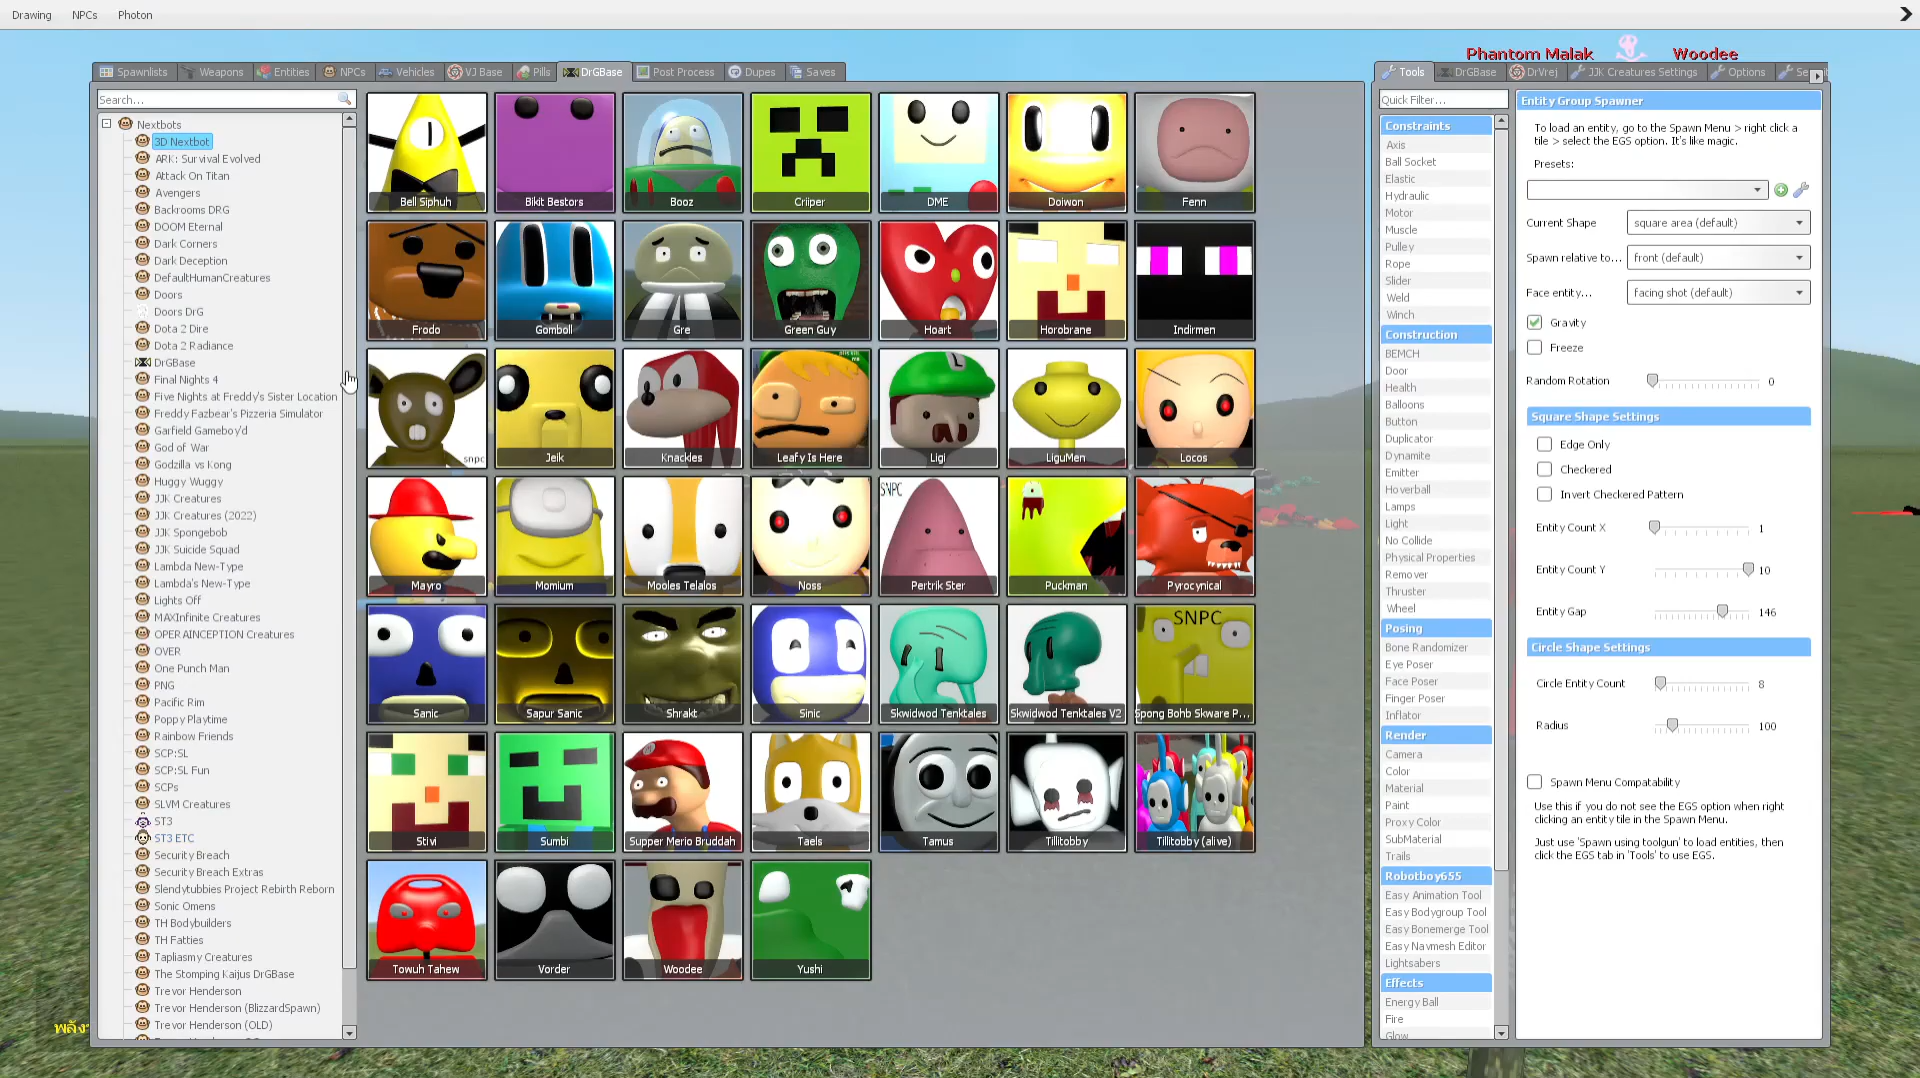 Drawing NPCs Photon
Phantom Malak Woodee
Spawnlists Weapons Entities NPCs Vehicles VJ Base Pills DrGBase Post Process Dupes Saves
Search...
Nextbots
3D Nextbot
ARK: Survival Evolved
Attack On Titan
Avengers
Backrooms DRG
DOOM Eternal
Dark Corners
Dark Deception
DefaultHumanCreatures
Doors
Doors DrG
Dota 2 Dire
Dota 2 Radiance
DrGBase
Final Nights 4
Five Nights at Freddy's Sister Location
Freddy Fazbear's Pizzeria Simulator
Garfield Gameboy'd
God of War
Godzilla vs Kong
Huggy Wuggy
JJK Creatures
JJK Creatures (2022)
JJK Spongebob
JJK Suicide Squad
Lambda New-Type
Lambda's New-Type
Lights Off
MAXInfinite Creatures
OPERAINCEPTION Creatures
OVER
One Punch Man
PNG
Pacific Rim
Poppy Playtime
Rainbow Friends
SCP:SL
SCP:SL Fun
SCPs
SLVM Creatures
ST3
ST3 ETC
Security Breach
Security Breach Extras
Slendytubbies Project Rebirth Reborn
Sonic Omens
TH Bodybuilders
TH Fatties
Tapliasmy Creatures
The Stomping Kaijus DrGBase
Trevor Henderson
Trevor Henderson (BlizzardSpawn)
Trevor Henderson (OLD)
Bell Siphuh Bikit Bestors Booz Criiper DME Doiwon Fenn
Frodo Gomboll Gre Green Guy Hoart Horobrane Indirmen
snpc Jeik Knackles Leafy Is Here L Ligi LiguMen Locos
SNPC
Mayro Momium Mooles Telalos Noss Pertrik Ster Puckman Pyrocynical
SNPC
Sanic Sapur Sanic Shrakt Sinic Skwidwod Tenktales Skwidwod Tenktales V2 Spong Bohb Skware P...
Stivi Sumbi Supper Merio Bruddah Taels Tamus Tillitobby Tillitobby (alive)
Towuh Tahew Vorder Woodee Yushi
Tools DrGBase DrVrej JJK Creatures Settings Options
Quick Filter...
Constraints
Axis
Ball Socket
Elastic
Hydraulic
Motor
Muscle
Pulley
Rope
Slider
Weld
Winch
Construction
BEMCH
Door
Health
Balloons
Button
Duplicator
Dynamite
Emitter
Hoverball
Lamps
Light
No Collide
Physical Properties
Remover
Thruster
Wheel
Posing
Bone Randomizer
Eye Poser
Face Poser
Finger Poser
Inflator
Render
Camera
Color
Material
Paint
Proxy Color
SubMaterial
Trails
Robotboy655
Easy Animation Tool
Easy Bodygroup Tool
Easy Bonemerge Tool
Easy Navmesh Editor
Lightsabers
Effects
Energy Ball
Fire
Glow
Entity Group Spawner
To load an entity, go to the Spawn Menu > right click a
tile > select the EGS option. It's like magic.
Presets:
Current Shape square area (default)
Spawn relative to... front (default)
Face entity... facing shot (default)
Gravity
Freeze
Random Rotation 0
Square Shape Settings
Edge Only
Checkered
Invert Checkered Pattern
Entity Count X 1
Entity Count Y 10
Entity Gap 146
Circle Shape Settings
Circle Entity Count 8
Radius 100
Spawn Menu Compatability
Use this if you do not see the EGS option when right
clicking an entity tile in the Spawn Menu.
Just use 'Spawn using toolgun' to load entities, then
click the EGS tab in 'Tools' to use EGS.